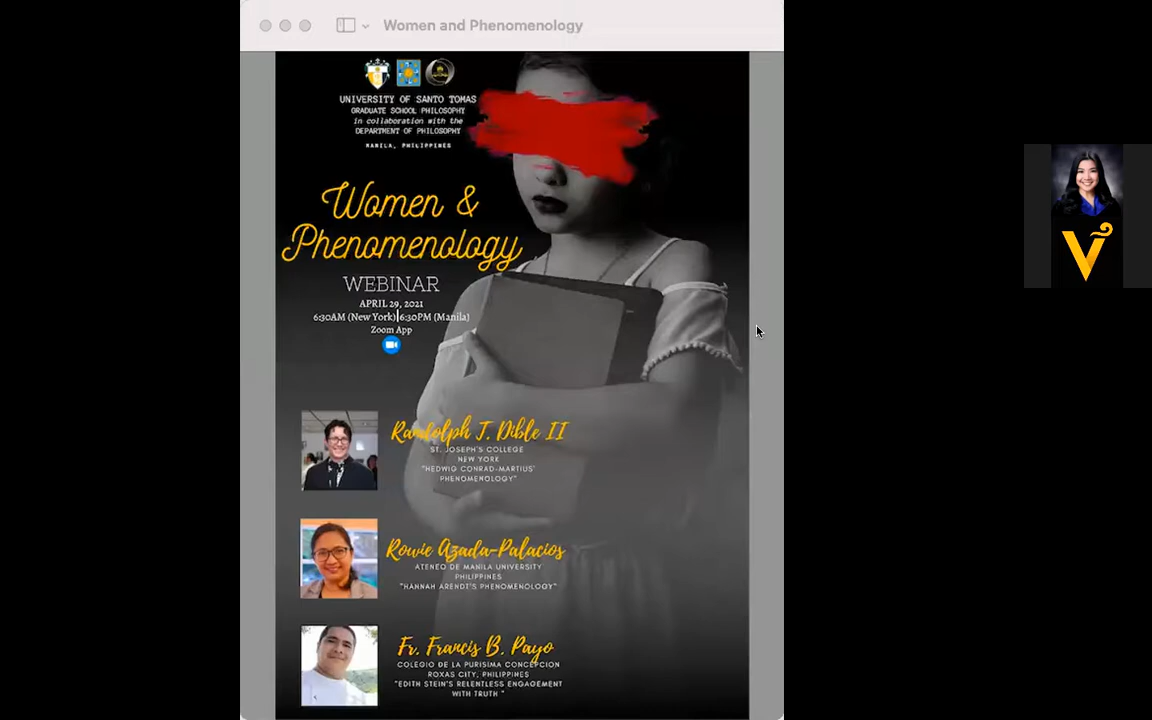 Women and Phenomenology
UNIVERSITY OF SANTO TOMAS
GRADUATE SCHOOL PHILOSOPHY
in collaboration with the
DEPARTMENT OF PHILOSOPHY
MANILA, PHILIPPINES
Women &
Phenomenology
WEBINAR
APRIL 29, 2021
6:30AM (New York)|6:30PM (Manila)
Zoom App
Randolph T. Dible II
ST. JOSEPH'S COLLEGE
NEW YORK
"HEDWIG CONRAD-MARTIUS'
PHENOMENOLOGY"
Rowie Azada-Palacios
ATENEO DE MANILA UNIVERSITY
PHILIPPINES
"HANNAH ARENDT'S PHENOMENOLOGY"
Fr. Francis B. Payo
COLEGIO DE LA PURISIMA CONCEPCION
ROXAS CITY, PHILIPPINES
"EDITH STEIN'S RELENTLESS ENGAGEMENT
WITH TRUTH "